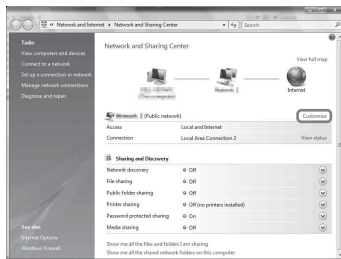 « Network and Internet ▸ Network and Sharing Center
Search
Tasks
View computers and devices
Connect to a network
Set up a connection or network
Manage network connections
Diagnose and repair
Network and Sharing Center
View full map
Internet
(Public network)
Customize
Access Local and Internet
Connection Local Area Connection 2 View status
Sharing and Discovery
Network discovery Off
File sharing Off
Public folder sharing Off
Printer sharing Off (no printers installed)
Password protected sharing On
Media sharing Off
Show me all the files and folders I am sharing
Show me all the shared network folders on this computer
See also
Internet Options
Windows Firewall